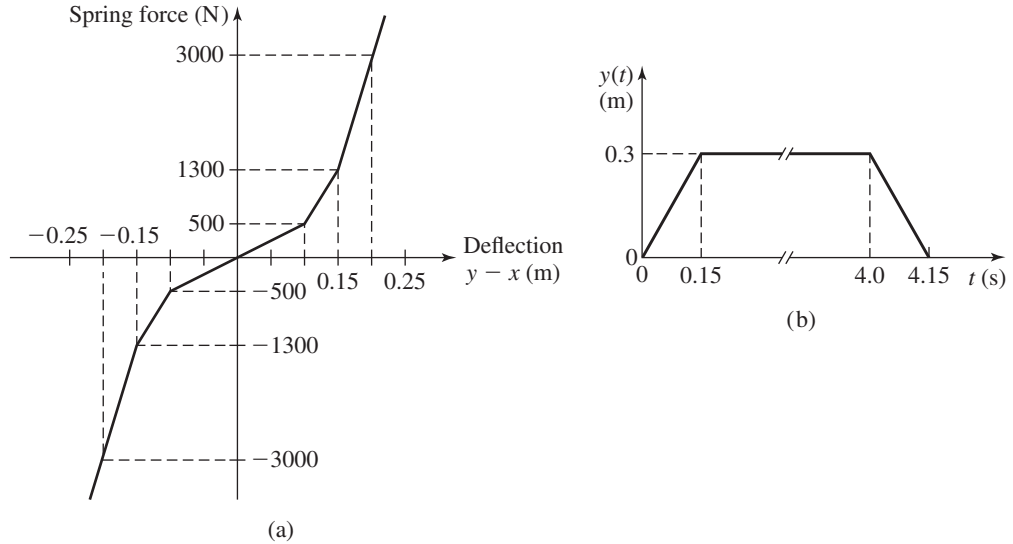 Spring force (N)
3000
1300
500
−0.25 −0.15
Deflection
y − x (m)
0.15
0.25
−500
−1300
−3000
(a)
y(t)
(m)
0.3
0
0 0.15 4.0 4.15 t (s)
(b)